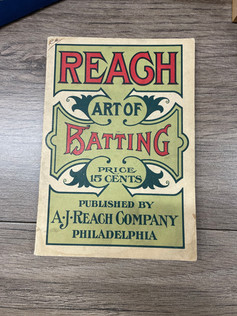 REACH
ART OF
BATTING
PRICE
15 CENTS
PUBLISHED BY
A·J·REACH COMPANY
PHILADELPHIA